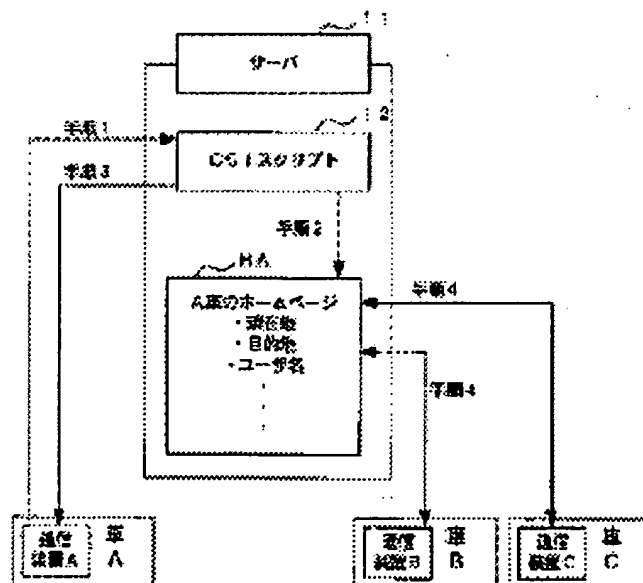 11
サーバ
12
手順1
CGIスクリプト
手順3
手順2
HA
A車のホームページ
・現在地
・目的地
・ユーザ名
手順4
手順4
通信
装置A
車
A
通信
装置B
車
B
通信
装置C
車
C